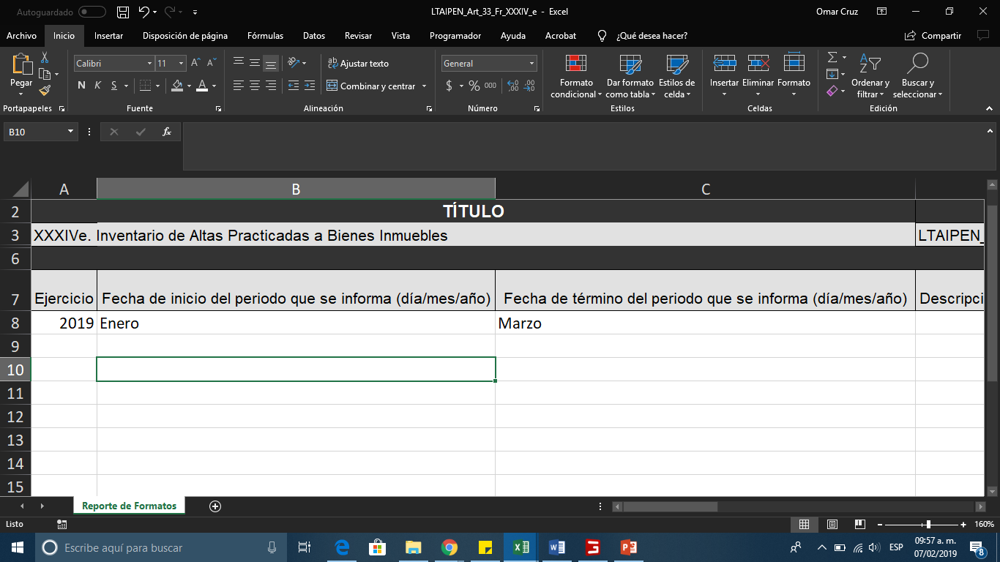 Autoguardado
LTAIPEN_Art_33_Fr_XXXIV_e - Excel
Omar Cruz
Archivo Inicio Insertar Disposición de página Fórmulas Datos Revisar Vista Programador Ayuda Acrobat ¿Qué desea hacer? Compartir
Pegar
Calibri 11
N K S
Ajustar texto
Combinar y centrar
General
$ % 000
Formato condicional
Dar formato como tabla
Estilos de celda
Insertar Eliminar Formato
Ordenar y filtrar
Buscar y seleccionar
Portapapeles Fuente Alineación Número Estilos Celdas Edición
B10 fx
A B C
2 TÍTULO
3 XXXIVe. Inventario de Altas Practicadas a Bienes Inmuebles LTAIPEN_
6
7 Ejercicio Fecha de inicio del periodo que se informa (día/mes/año) Fecha de término del periodo que se informa (día/mes/año) Descripci
8 2019 Enero Marzo
9
10
11
12
13
14
15
Reporte de Formatos
Listo 160%
Escribe aquí para buscar
ESP
09:57 a. m.
07/02/2019
8